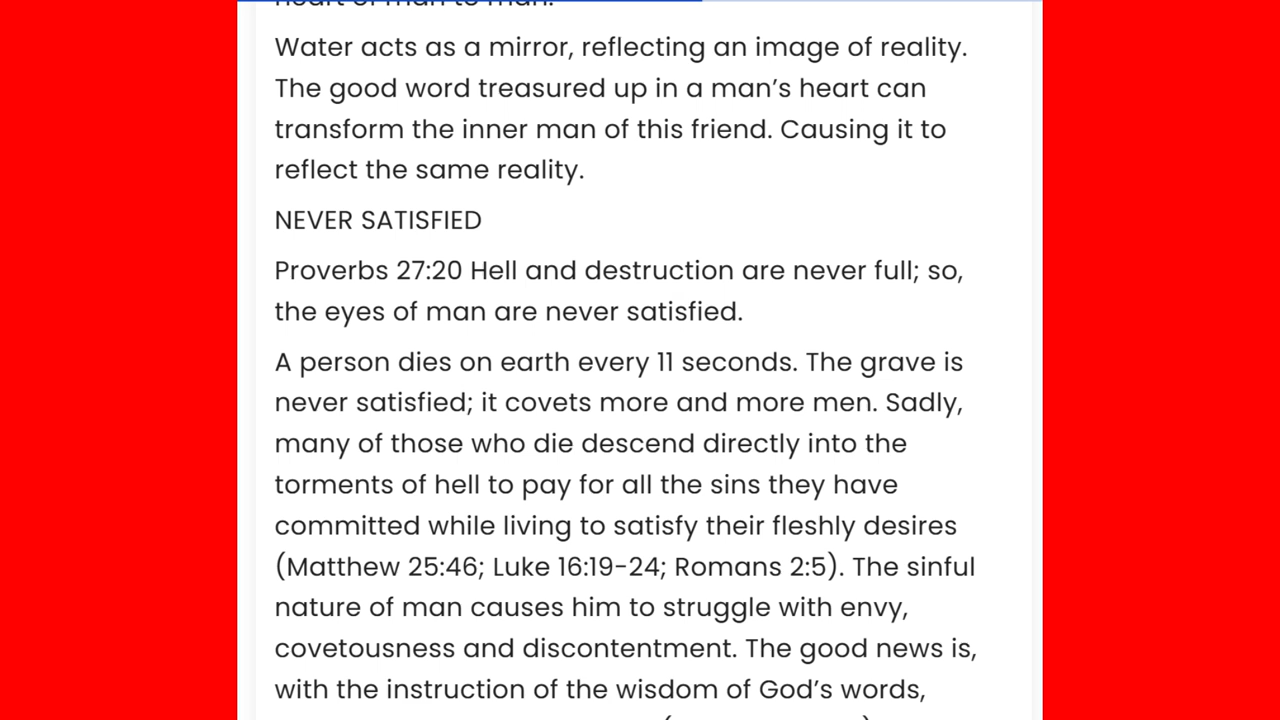 heart of man to man.
Water acts as a mirror, reflecting an image of reality.
The good word treasured up in a man’s heart can
transform the inner man of this friend. Causing it to
reflect the same reality.
NEVER SATISFIED
Proverbs 27:20 Hell and destruction are never full; so,
the eyes of man are never satisfied.
A person dies on earth every 11 seconds. The grave is
never satisfied; it covets more and more men. Sadly,
many of those who die descend directly into the
torments of hell to pay for all the sins they have
committed while living to satisfy their fleshly desires
(Matthew 25:46; Luke 16:19-24; Romans 2:5). The sinful
nature of man causes him to struggle with envy,
covetousness and discontentment. The good news is,
with the instruction of the wisdom of God’s words,